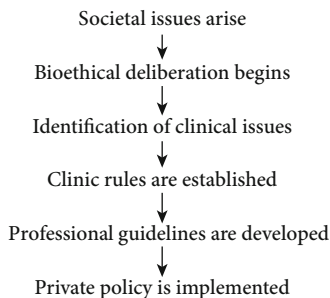 Societal issues arise
Bioethical deliberation begins
Identification of clinical issues
Clinic rules are established
Professional guidelines are developed
Private policy is implemented